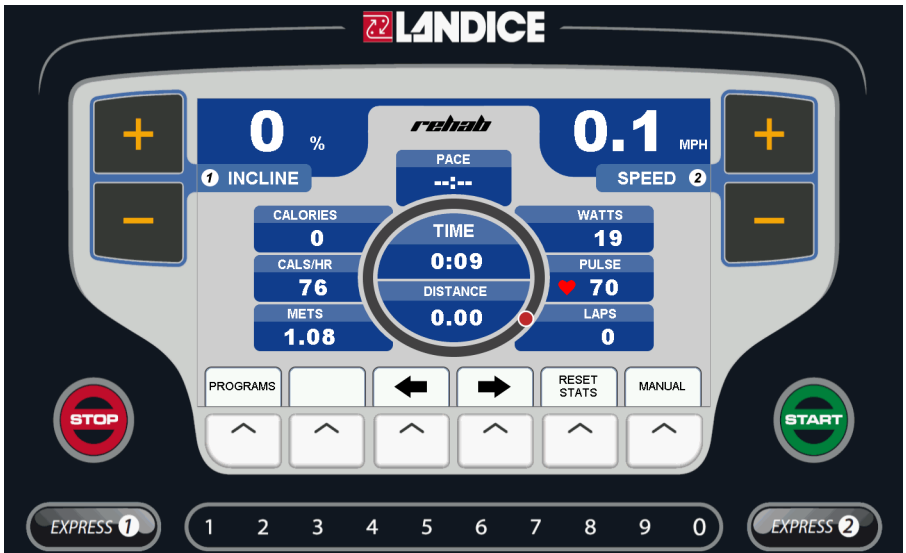 LANDICE
0 %
rehab
0.1 MPH
1 INCLINE
PACE
--:--
SPEED 2
CALORIES
0
TIME
0:09
WATTS
19
CALS/HR
76
DISTANCE
0.00
PULSE
70
METS
1.08
LAPS
0
PROGRAMS
RESET
STATS
MANUAL
STOP
START
EXPRESS 1
1 2 3 4 5 6 7 8 9 0
EXPRESS 2